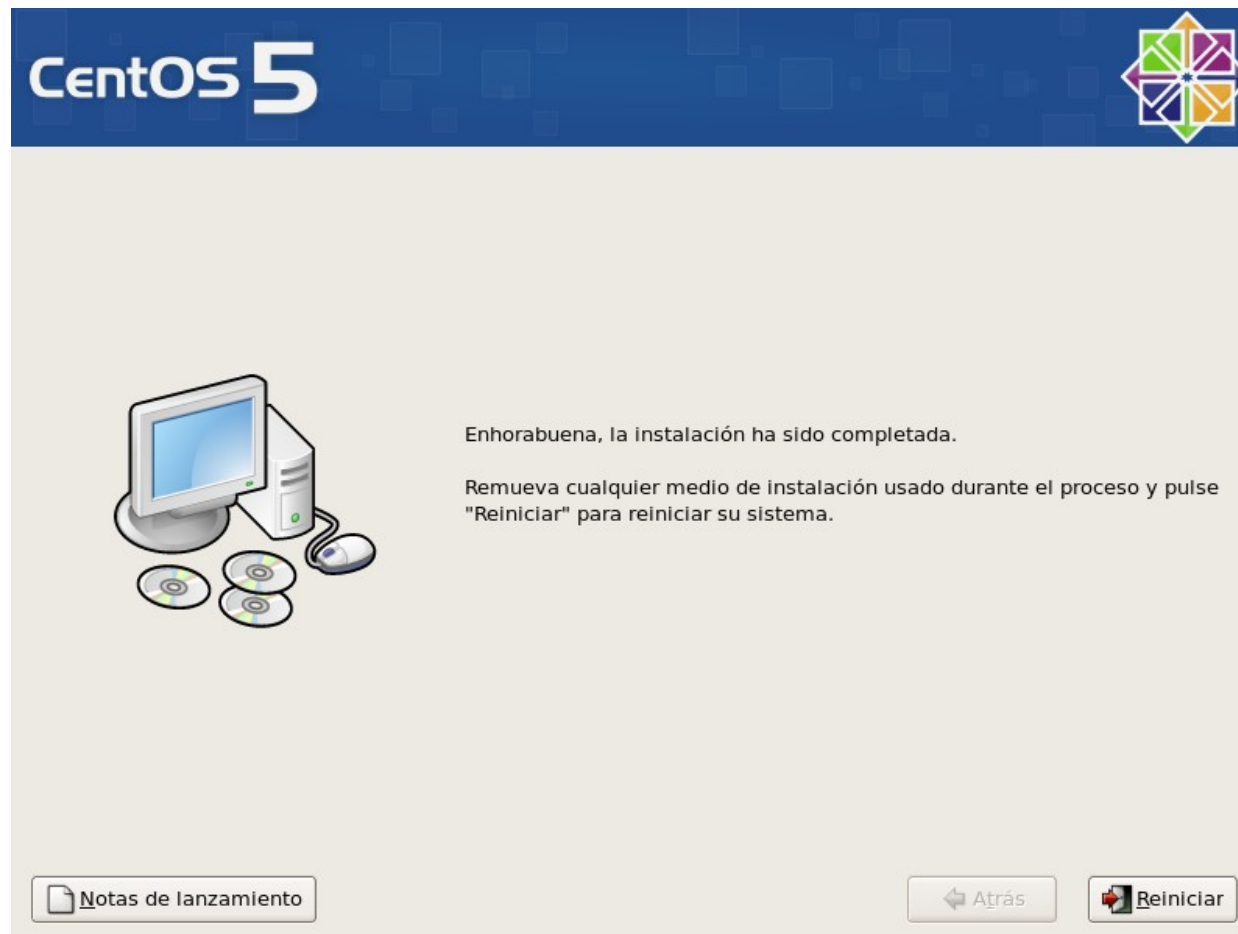 CentOS 5
Enhorabuena, la instalación ha sido completada.
Remueva cualquier medio de instalación usado durante el proceso y pulse
"Reiniciar" para reiniciar su sistema.
Notas de lanzamiento
Atrás
Reiniciar